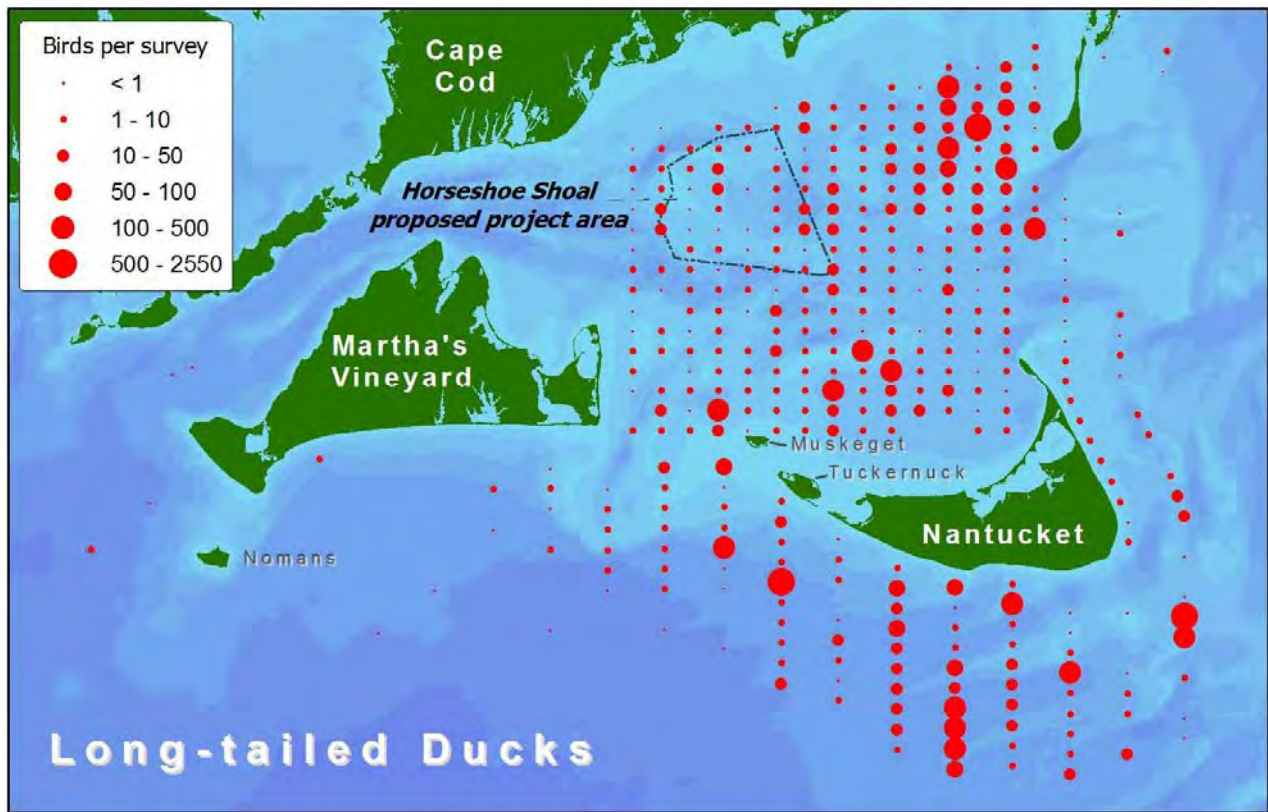 Birds per survey
< 1
1 - 10
10 - 50
50 - 100
100 - 500
500 - 2550
Cape
Cod
Horseshoe Shoal
proposed project area
Martha's
Vineyard
Muskeget
Tuckernuck
Nantucket
Nomans
Long-tailed Ducks